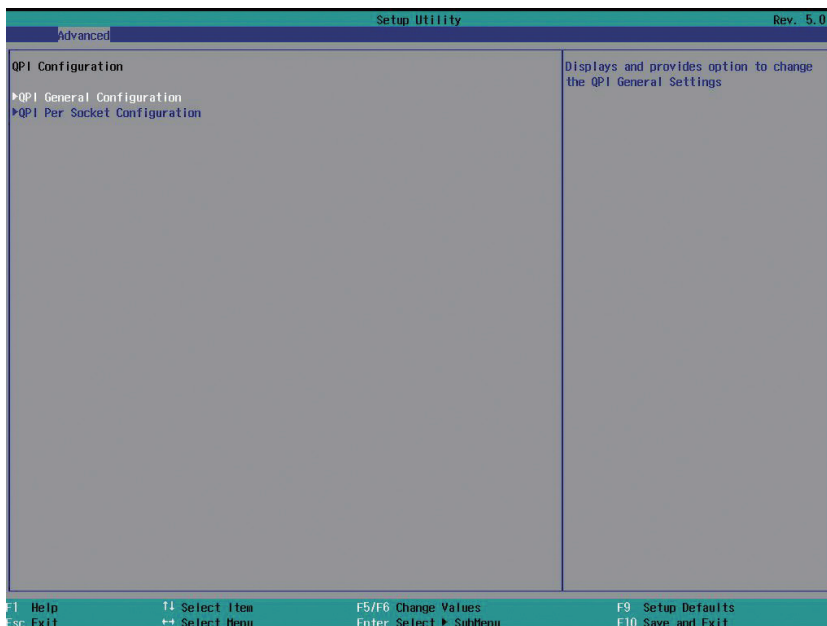 Setup Utility Rev. 5.0
Advanced
QPI Configuration
Displays and provides option to change
the QPI General Settings
▶QPI General Configuration
▶QPI Per Socket Configuration
F1 Help ↑↓ Select Item F5/F6 Change Values F9 Setup Defaults
Esc Exit ↔ Select Menu Enter Select ▶ SubMenu F10 Save and Exit